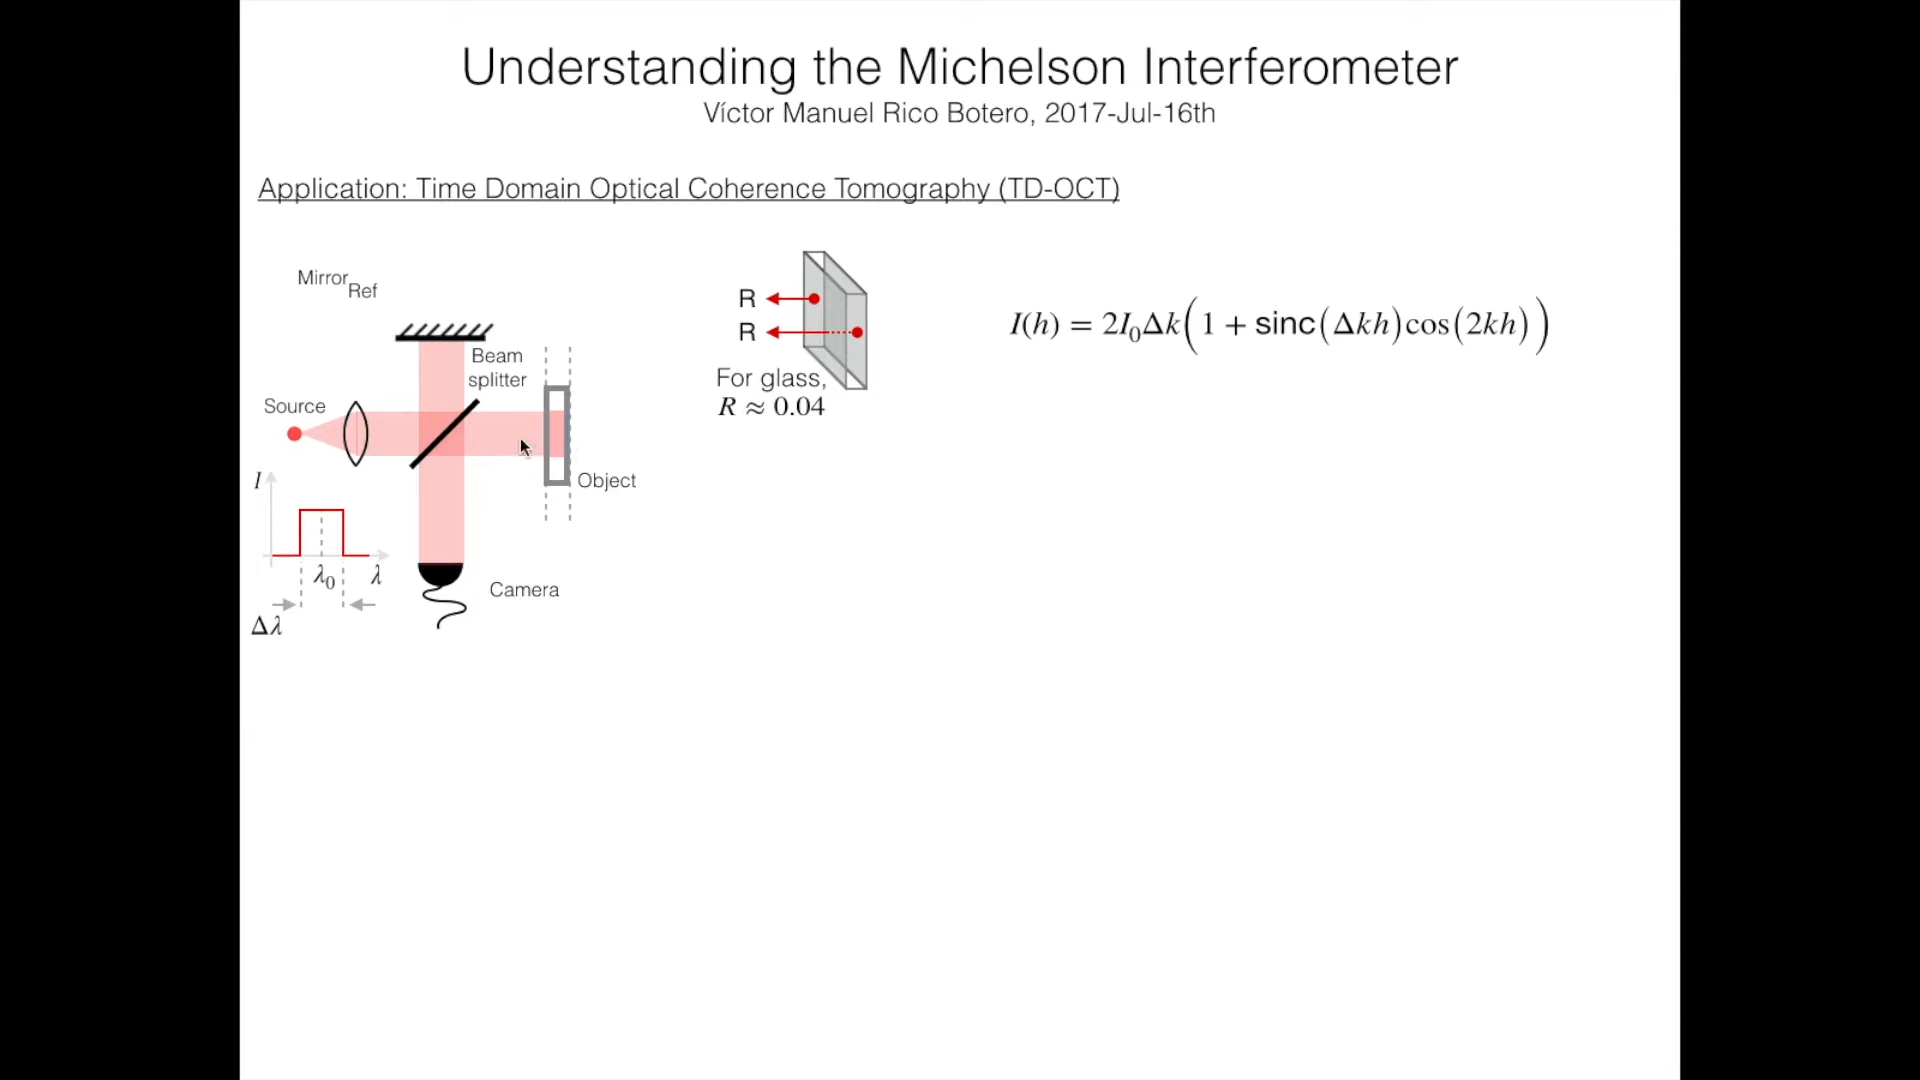 Understanding the Michelson Interferometer
Víctor Manuel Rico Botero, 2017-Jul-16th
Application: Time Domain Optical Coherence Tomography (TD-OCT)
Mirror_Ref
Beam
splitter
Source
Object
I
λ₀
λ
Δλ
Camera
R
R
For glass,
R ≈ 0.04
I(h) = 2I₀Δk(1 + sinc(Δkh)cos(2kh))